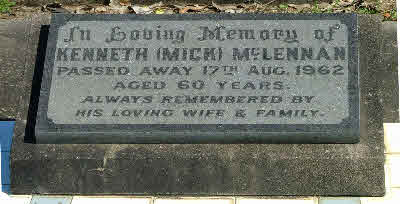 In Loving Memory of
KENNETH (MICK) McLENNAN
PASSED AWAY 17TH AUG. 1962
AGED 60 YEARS.
ALWAYS REMEMBERED BY
HIS LOVING WIFE & FAMILY.